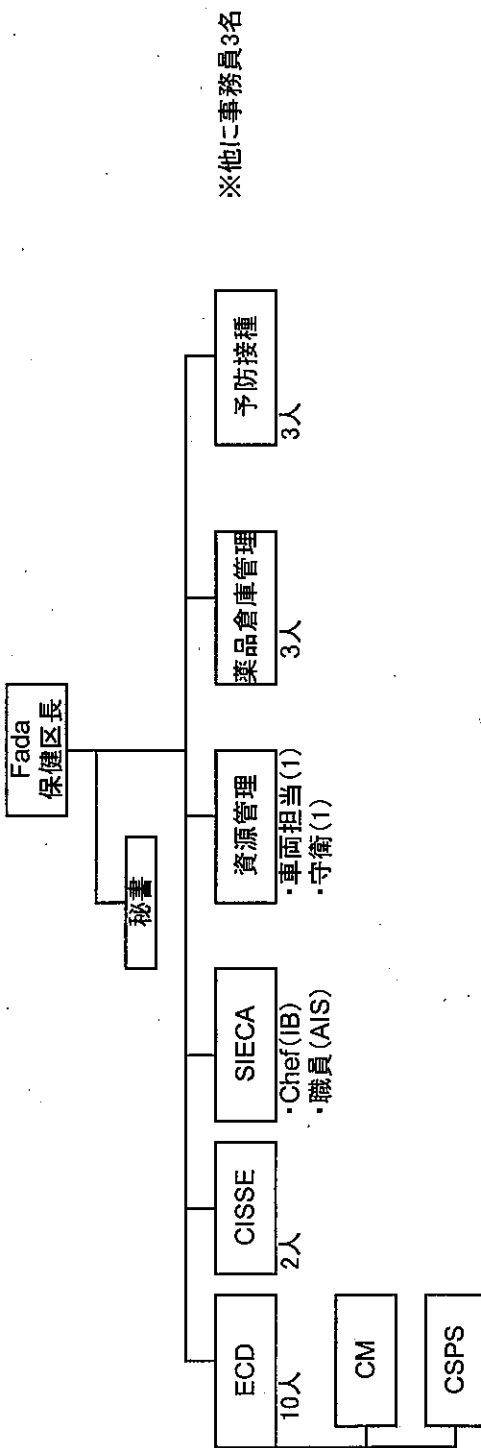 Fada
保健区長
秘書
ECD
10人
CISSE
2人
SIECA
・Chef(IB)
・職員(AIS)
資源管理
・車両担当(1)
・守衛(1)
薬品倉庫管理
3人
予防接種
3人
CM
CSPS
※他に事務員3名